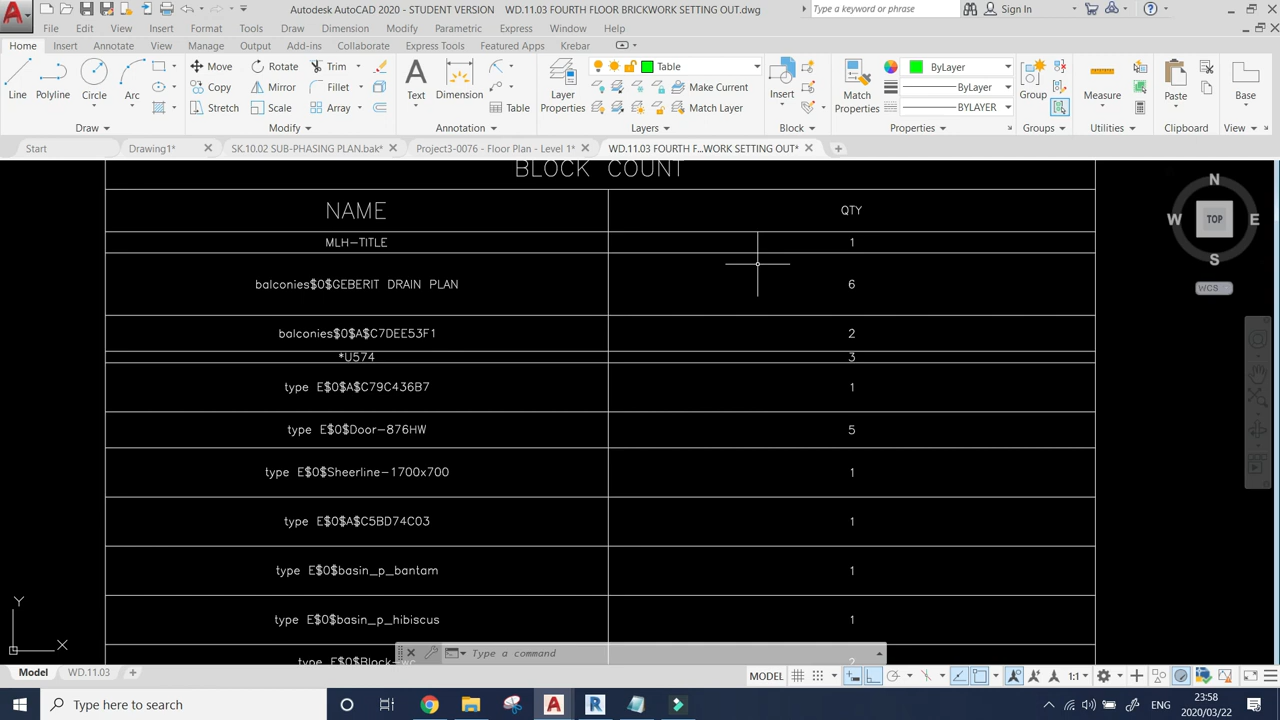 Autodesk AutoCAD 2020 - STUDENT VERSION WD.11.03 FOURTH FLOOR BRICKWORK SETTING OUT.dwg
Type a keyword or phrase
Sign In
File Edit View Insert Format Tools Draw Dimension Modify Parametric Express Window Help
Home Insert Annotate View Manage Output Add-ins Collaborate Express Tools Featured Apps Krebar
Line Polyline Circle Arc
Move Rotate Trim
Copy Mirror Fillet
Stretch Scale Array
Text Dimension Table
Layer Properties
Table
Make Current
Match Layer
Insert
Match Properties
ByLayer
ByLayer
BYLAYER
Group Measure Paste Base
Draw Modify Annotation Layers Block Properties Groups Utilities Clipboard View
Start Drawing1* SK.10.02 SUB-PHASING PLAN.bak* Project3-0076 - Floor Plan - Level 1* WD.11.03 FOURTH F...WORK SETTING OUT*
BLOCK COUNT
NAME QTY
MLH-TITLE 1
balconies$0$GEBERIT DRAIN PLAN 6
balconies$0$A$C7DEE53F1 2
*U574 3
type E$0$A$C79C436B7 1
type E$0$Door-876HW 5
type E$0$Sheerline-1700x700 1
type E$0$A$C5BD74C03 1
type E$0$basin_p_bantam 1
type E$0$basin_p_hibiscus 1
type E$0$Block-wc
N
W TOP E
S
WCS
Y
X
Type a command
Model WD.11.03
MODEL 1:1
Type here to search
ENG
23:58
2020/03/22